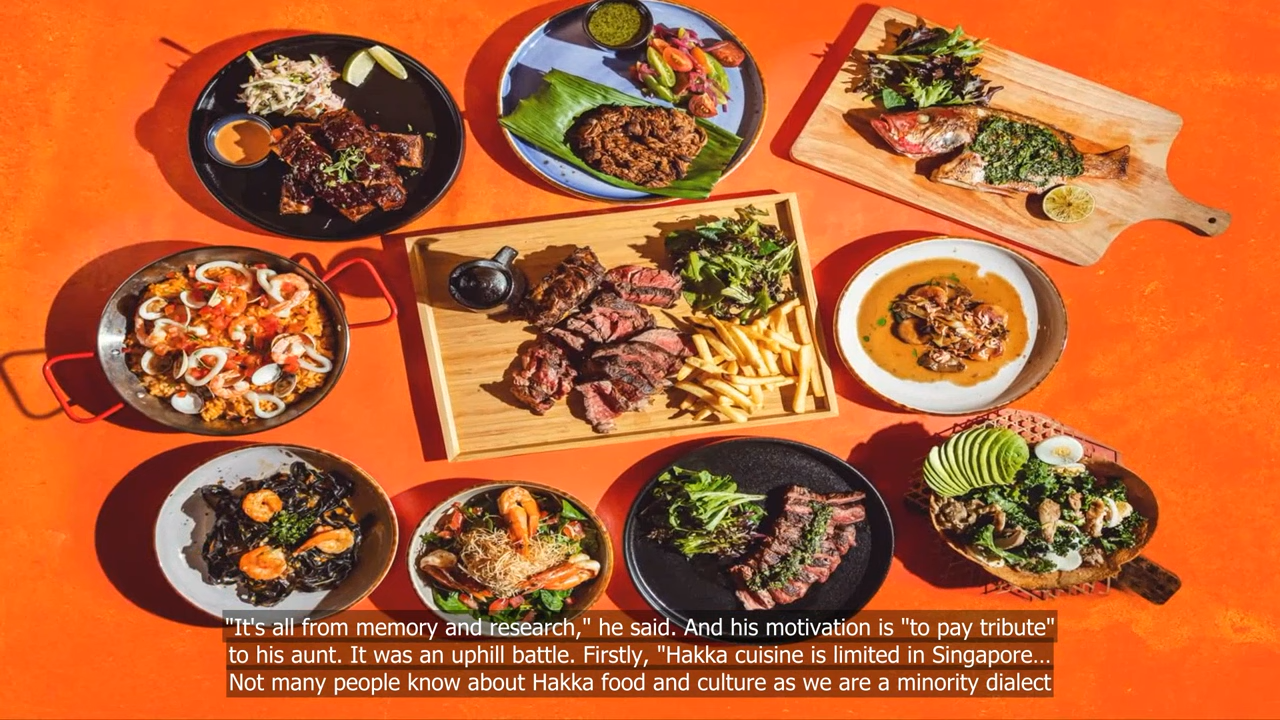 "It's all from memory and research," he said. And his motivation is "to pay tribute"
to his aunt. It was an uphill battle. Firstly, "Hakka cuisine is limited in Singapore...
Not many people know about Hakka food and culture as we are a minority dialect